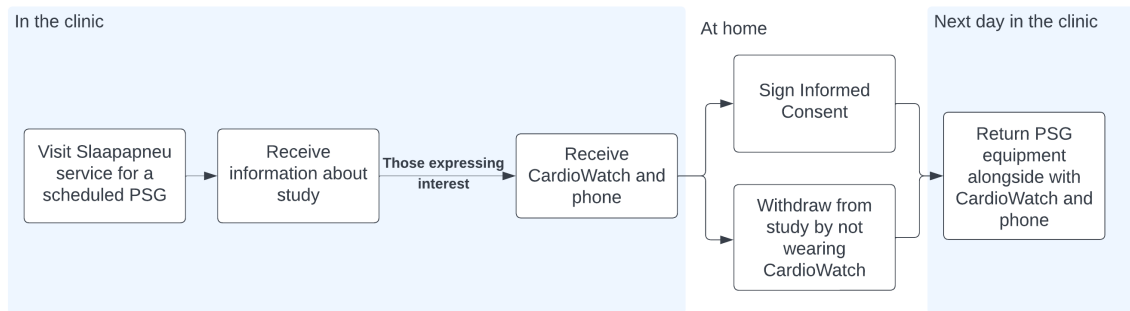 In the clinic
At home
Next day in the clinic
Visit Slaapapneu
service for a
scheduled PSG
Receive
information about
study
Those expressing
interest
Receive
CardioWatch and
phone
Sign Informed
Consent
Withdraw from
study by not
wearing
CardioWatch
Return PSG
equipment
alongside with
CardioWatch and
phone